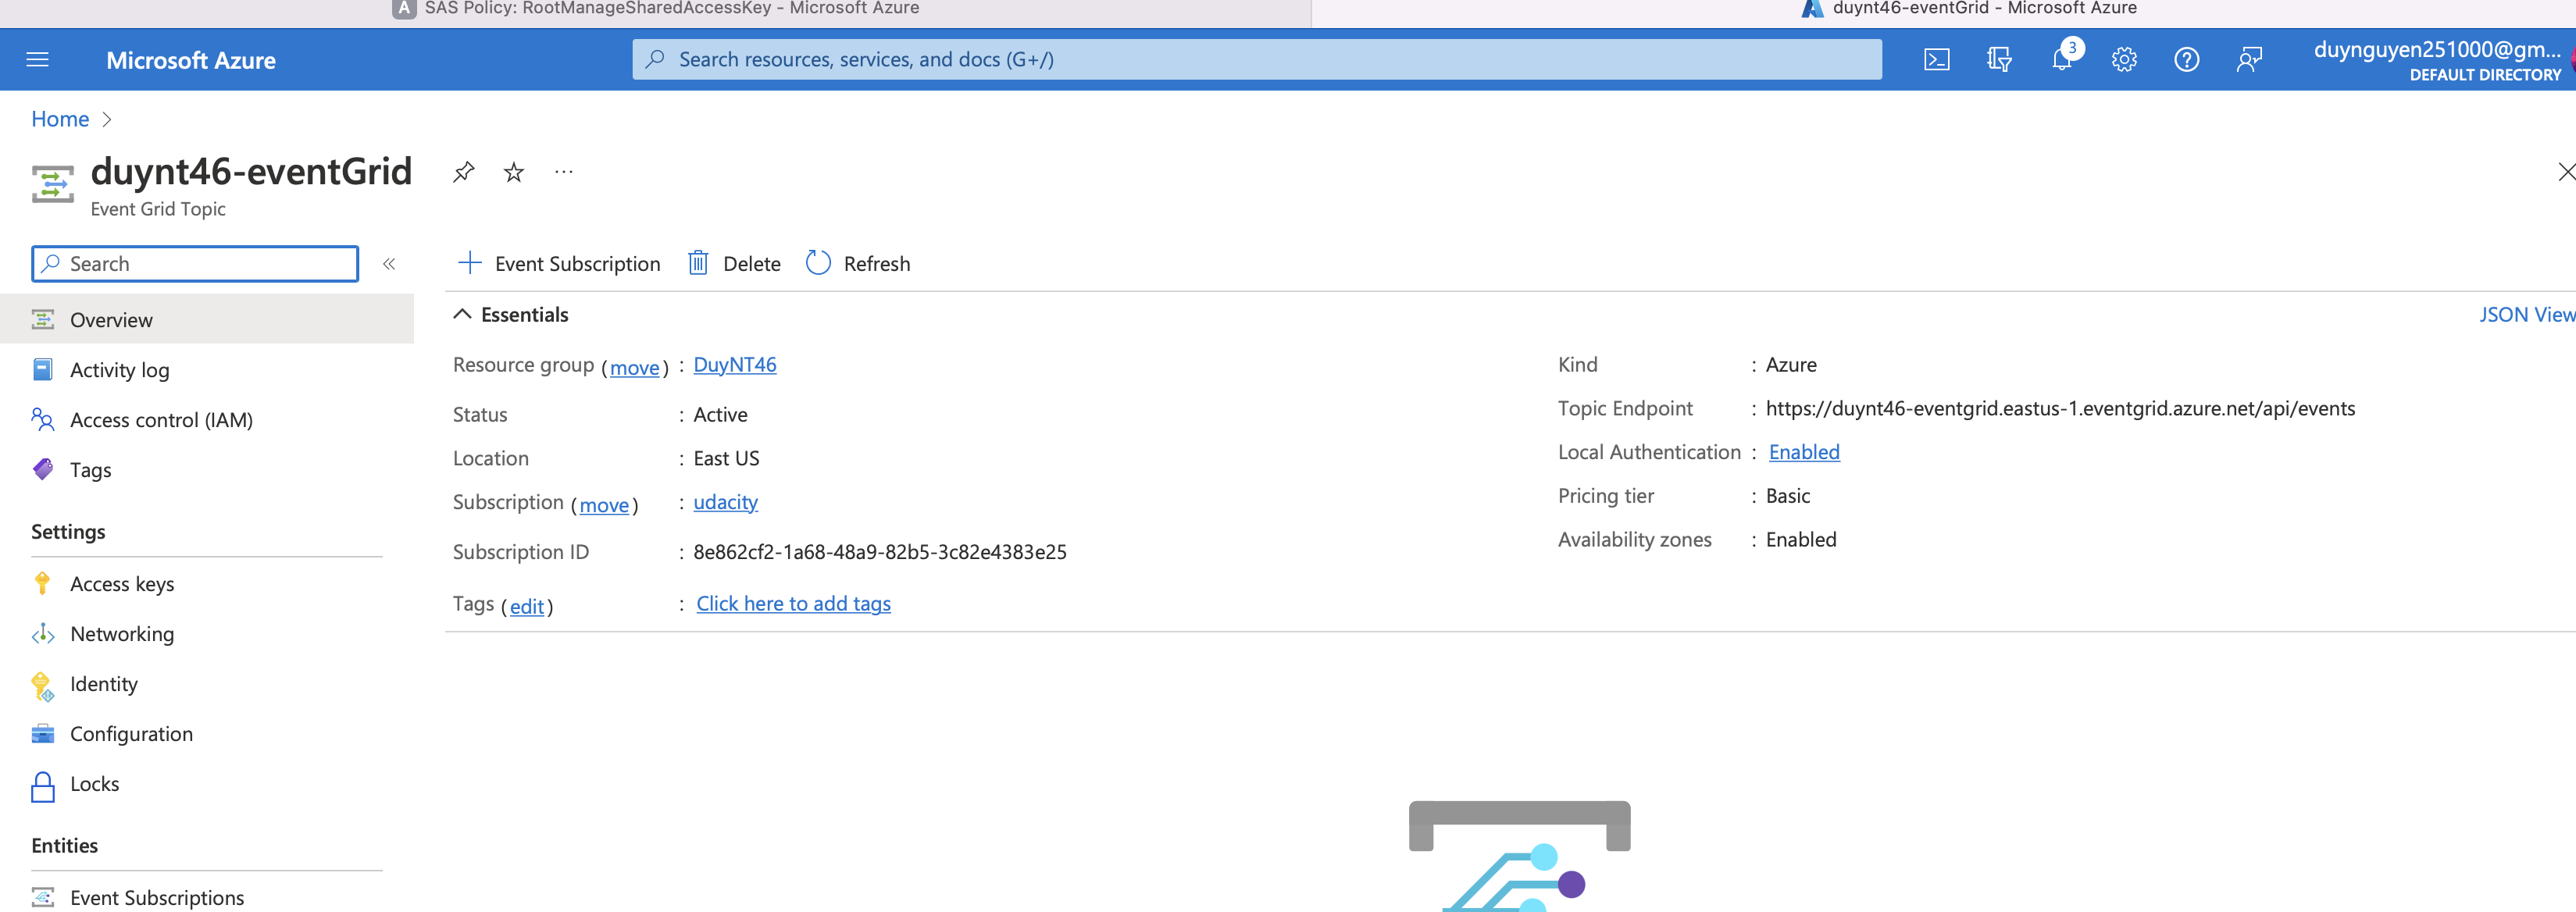 SAS Policy: RootManageSharedAccessKey - Microsoft Azure
duynt46-eventGrid - Microsoft Azure
Microsoft Azure
Search resources, services, and docs (G+/)
3
duynguyen251000@gm...
DEFAULT DIRECTORY
Home
duynt46-eventGrid
Event Grid Topic
Search
Event Subscription Delete Refresh
Overview
Activity log
Access control (IAM)
Tags
Settings
Access keys
Networking
Identity
Configuration
Locks
Entities
Event Subscriptions
Essentials
JSON View
Resource group (move) : DuyNT46
Status : Active
Location : East US
Subscription (move) : udacity
Subscription ID : 8e862cf2-1a68-48a9-82b5-3c82e4383e25
Tags (edit) : Click here to add tags
Kind : Azure
Topic Endpoint : https://duynt46-eventgrid.eastus-1.eventgrid.azure.net/api/events
Local Authentication : Enabled
Pricing tier : Basic
Availability zones : Enabled